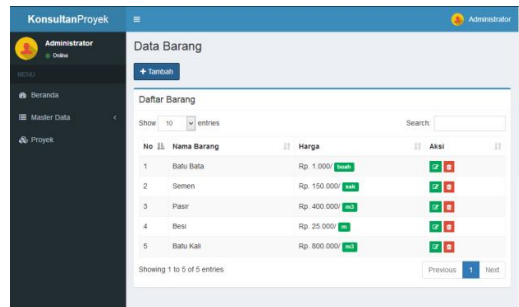 KonsultanProyek
Administrator
Administrator
Online
MENU
Beranda
Master Data
Proyek
Data Barang
+ Tambah
Daftar Barang
Show 10 entries
Search:
No Nama Barang Harga Aksi
1 Batu Bata Rp. 1.000/ buah
2 Semen Rp. 150.000/ sak
3 Pasir Rp. 400.000/ m3
4 Besi Rp. 25.000/ m
5 Batu Kali Rp. 800.000/ m3
Showing 1 to 5 of 5 entries
Previous 1 Next